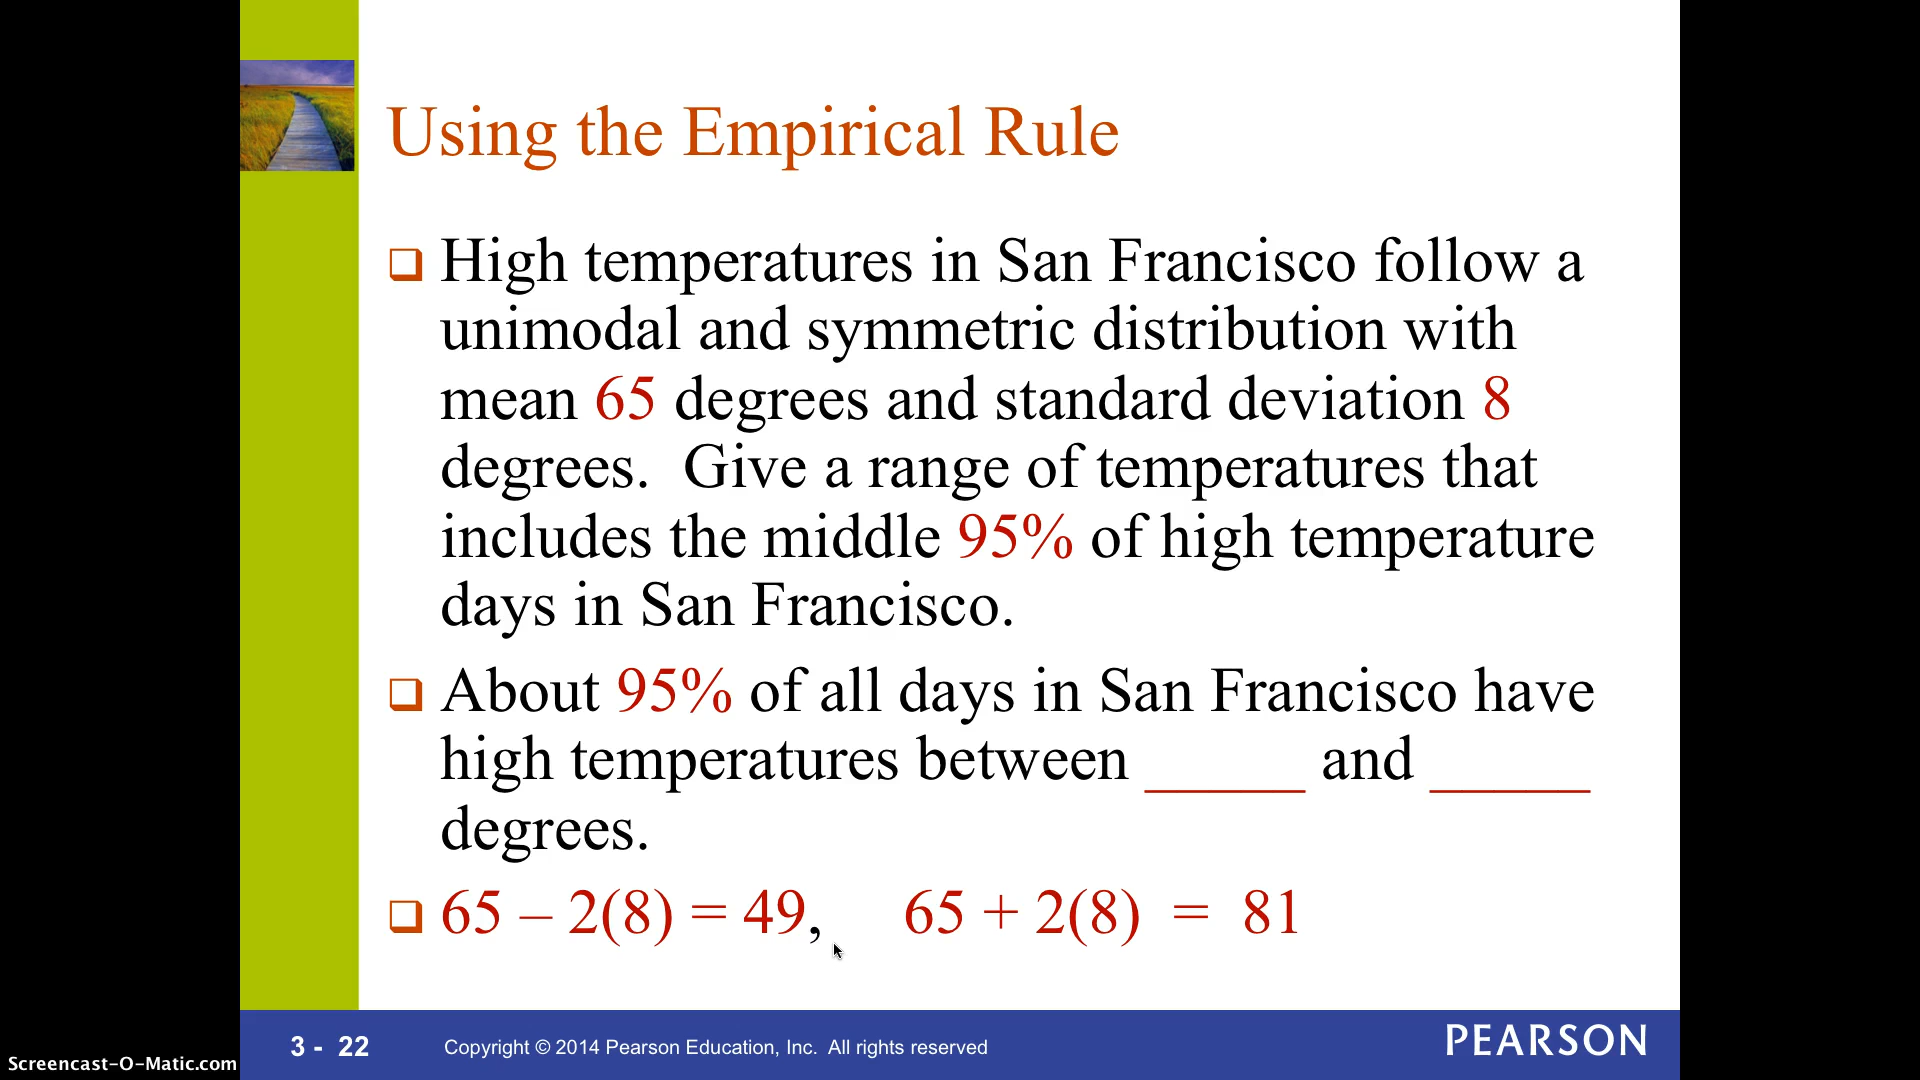 Using the Empirical Rule
High temperatures in San Francisco follow a
unimodal and symmetric distribution with
mean 65 degrees and standard deviation 8
degrees.  Give a range of temperatures that
includes the middle 95% of high temperature
days in San Francisco.
About 95% of all days in San Francisco have
high temperatures between _____ and _____
degrees.
65 – 2(8) = 49,    65 + 2(8)  =  81
3 -  22
Copyright © 2014 Pearson Education, Inc.  All rights reserved
PEARSON
Screencast-O-Matic.com